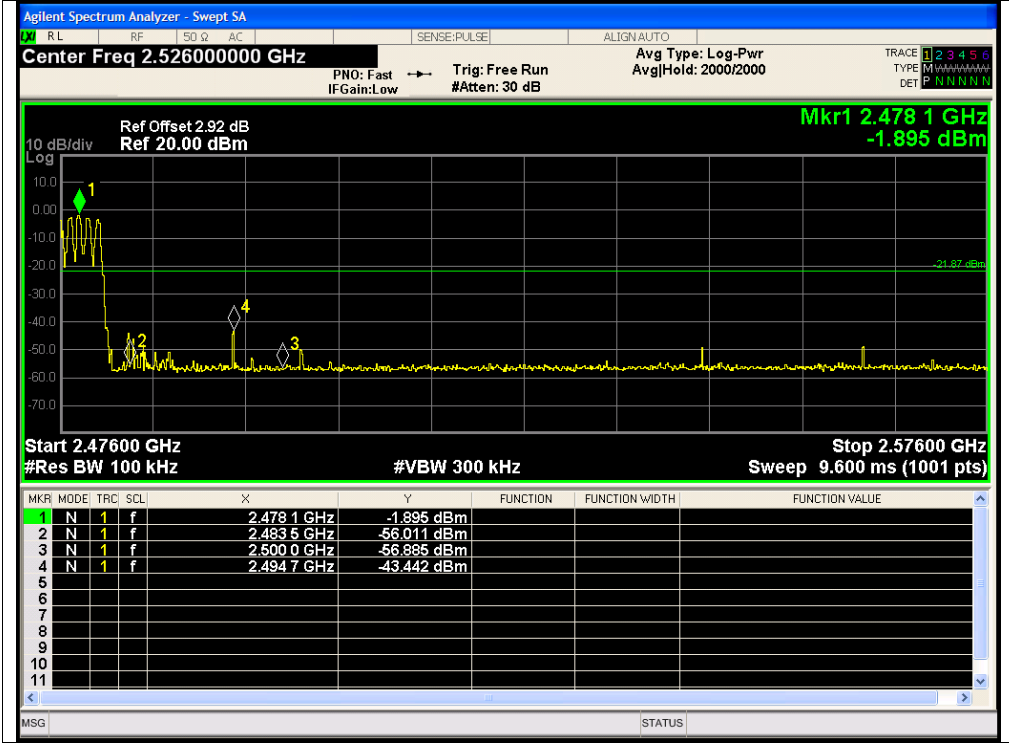 Agilent Spectrum Analyzer - Swept SA
LXI RL RF 50 Ω AC SENSE:PULSE ALIGNAUTO
Center Freq 2.526000000 GHz Avg Type: Log-Pwr TRACE 1 2 3 4 5 6
PNO: Fast Trig: Free Run Avg|Hold: 2000/2000 TYPE M WWWWW
IFGain:Low #Atten: 30 dB DET P N N N N N
Mkr1 2.478 1 GHz
Ref Offset 2.92 dB
10 dB/div Ref 20.00 dBm -1.895 dBm
Log
10.0
1
0.00
-10.0
-20.0 -21.87 dBm
-30.0
4
-40.0
2 3
-50.0
-60.0
-70.0
Start 2.47600 GHz Stop 2.57600 GHz
#Res BW 100 kHz #VBW 300 kHz Sweep 9.600 ms (1001 pts)
MKR MODE TRC SCL X Y FUNCTION FUNCTION WIDTH FUNCTION VALUE
1 N 1 f 2.478 1 GHz -1.895 dBm
2 N 1 f 2.483 5 GHz -56.011 dBm
3 N 1 f 2.500 0 GHz -56.885 dBm
4 N 1 f 2.494 7 GHz -43.442 dBm
5
6
7
8
9
10
11
MSG STATUS